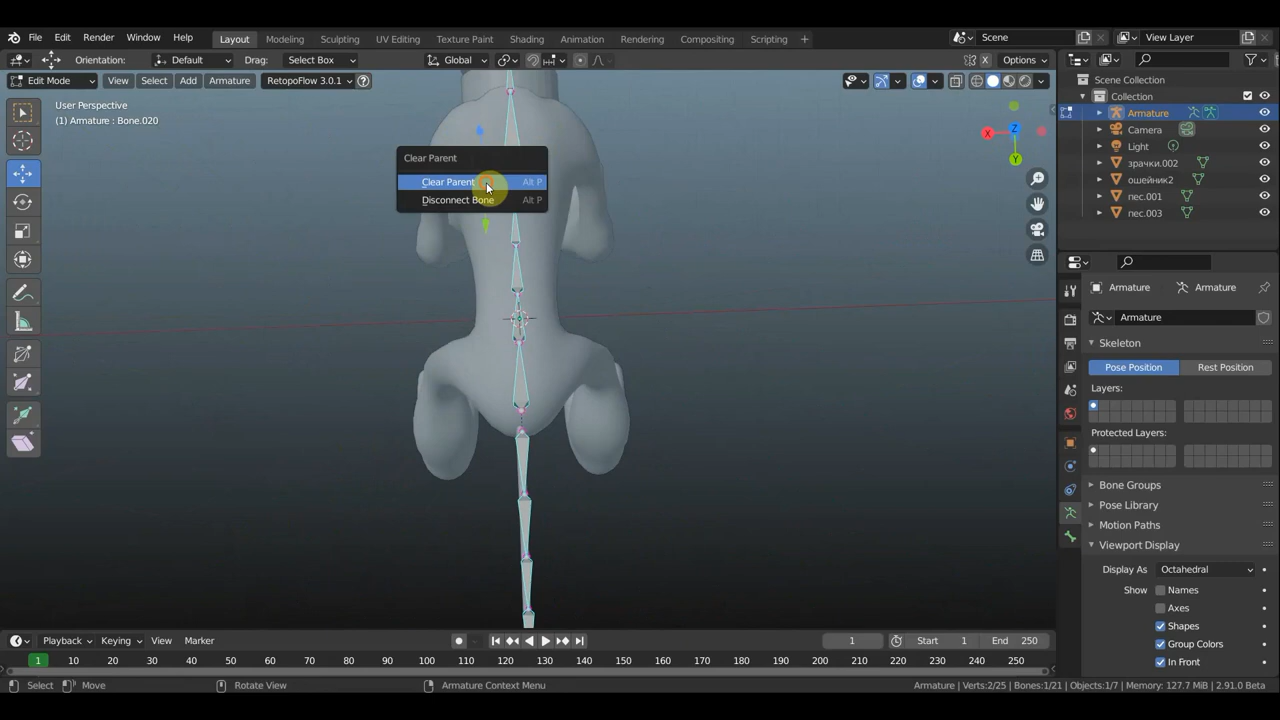 File Edit Render Window Help Layout Modeling Sculpting UV Editing Texture Paint Shading Animation Rendering Compositing Scripting + Scene View Layer
Orientation: Default Drag: Select Box Global X Options
Edit Mode View Select Add Armature RetopoFlow 3.0.1 ?
User Perspective
(1) Armature : Bone.020
Clear Parent
Clear Parent Alt P
Disconnect Bone Alt P
X Z Y
Scene Collection
Collection
Armature
Camera
Light
зрачки.002
ошейник2
пес.001
пес.003
Armature Armature
Armature
Skeleton
Pose Position Rest Position
Layers:
Protected Layers:
Bone Groups
Pose Library
Motion Paths
Viewport Display
Display As Octahedral
Show Names
Axes
Shapes
Group Colors
In Front
Playback Keying View Marker 1 Start 1 End 250
1 10 20 30 40 50 60 70 80 90 100 110 120 130 140 150 160 170 180 190 200 210 220 230 240 250
Select Move Rotate View Armature Context Menu Armature | Verts:2/25 | Bones:1/21 | Objects:1/7 | Memory: 127.7 MiB | 2.91.0 Beta